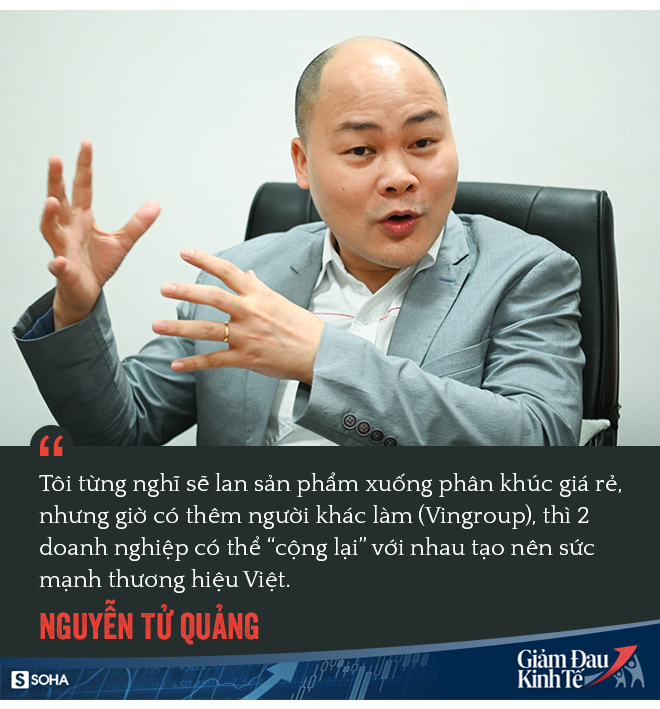 “
Tôi từng nghĩ sẽ lan sản phẩm xuống phân khúc giá rẻ,
nhưng giờ có thêm người khác làm (Vingroup), thì 2
doanh nghiệp có thể “cộng lại” với nhau tạo nên sức
mạnh thương hiệu Việt.
NGUYỄN TỬ QUẢNG
S SOHA
Giảm Đau
Kinh Tế